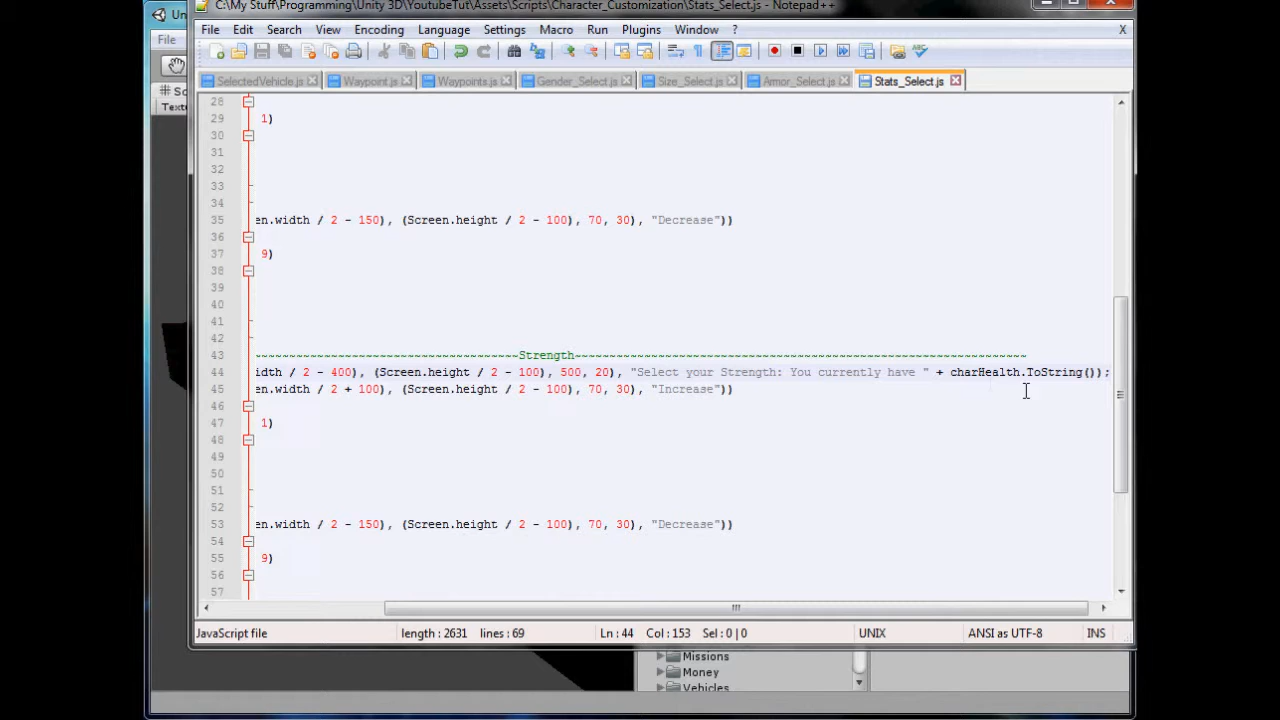 Un
C:\My Stuff\Programming\Unity 3D\YoutubeTut\Assets\Scripts\Character_Customization\Stats_Select.js - Notepad++
File Edit Search View Encoding Language Settings Macro Run Plugins Window ? X
File
SelectedVehicle.js Waypoint.js Waypoints.js Gender_Select.js Size_Select.js Armor_Select.js Stats_Select.js
# Sc
Textu
28
29 1)
30
31
32
33
34
35 en.width / 2 - 150), (Screen.height / 2 - 100), 70, 30), "Decrease"))
36
37 9)
38
39
40
41
42
43 ~~~~~~~~~~~~~~~~~~~~~~~~~~~~~~~~~~~~~~Strength~~~~~~~~~~~~~~~~~~~~~~~~~~~~~~~~~~~~~~~~~~~~~~~~~~~~~~~~~~~~~~~~~
44 idth / 2 - 400), (Screen.height / 2 - 100), 500, 20), "Select your Strength: You currently have " + charHealth.ToString());
45 en.width / 2 + 100), (Screen.height / 2 - 100), 70, 30), "Increase"))
46
47 1)
48
49
50
51
52
53 en.width / 2 - 150), (Screen.height / 2 - 100), 70, 30), "Decrease"))
54
55 9)
56
57
JavaScript file length : 2631 lines : 69 Ln : 44 Col : 153 Sel : 0 | 0 UNIX ANSI as UTF-8 INS
Missions
Money
Vehicles